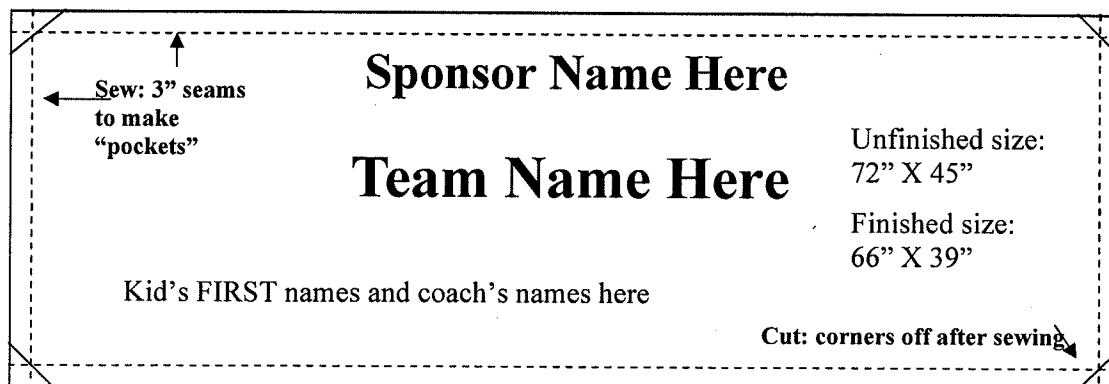 Sponsor Name Here
Sew: 3” seams
to make
“pockets”
Team Name Here
Unfinished size:
72” X 45”
Finished size:
66” X 39”
Kid’s FIRST names and coach’s names here
Cut: corners off after sewing